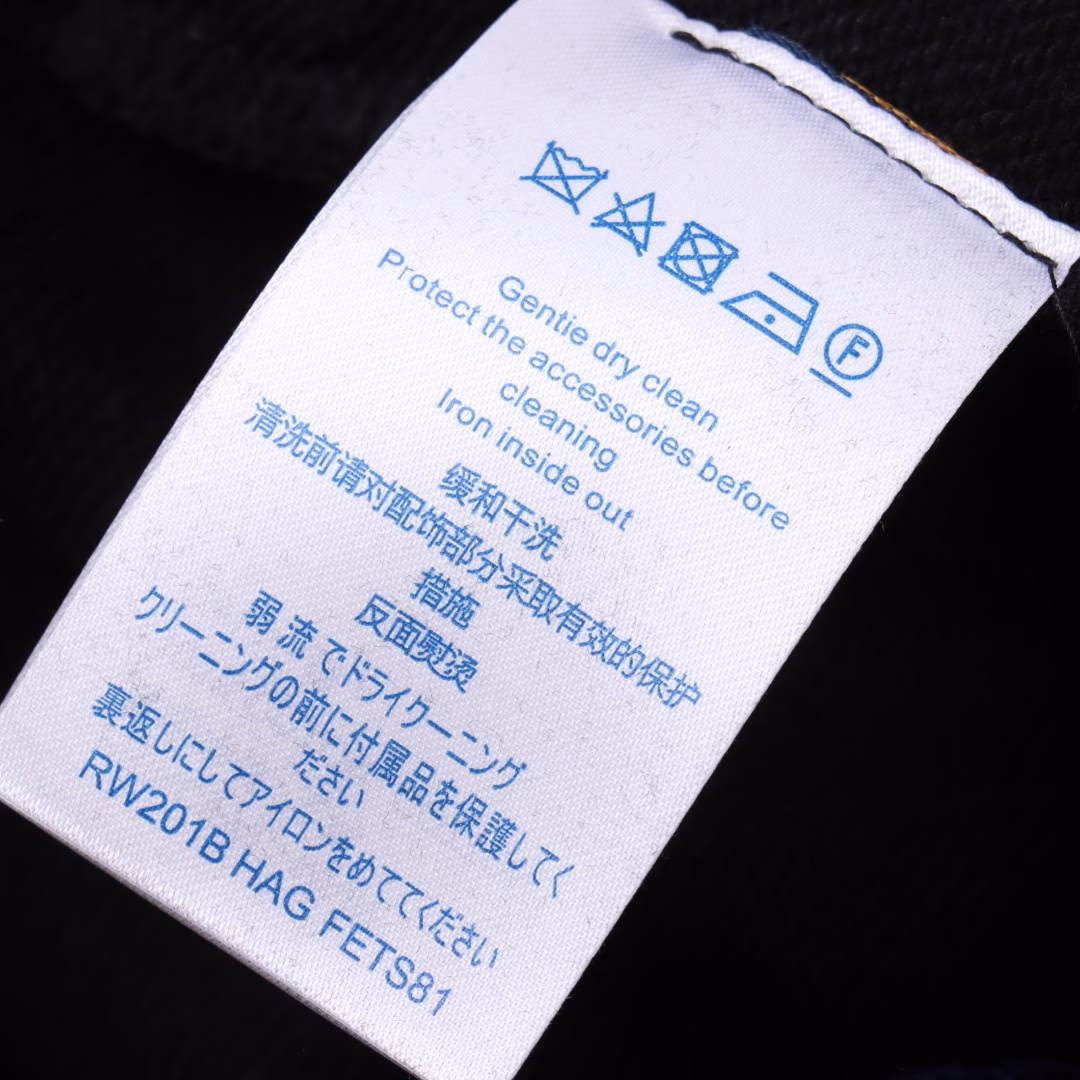 F
Gentie dry clean
Protect the accessories before
cleaning
Iron inside out
缓和干洗
清洗前请对配饰部分采取有效的保护
措施
反面熨烫
弱流でドライクーニング
クリーニングの前に付属品を保護してく
ださい
裏返しにしてアイロンをめててください
RW201B HAG FETS81